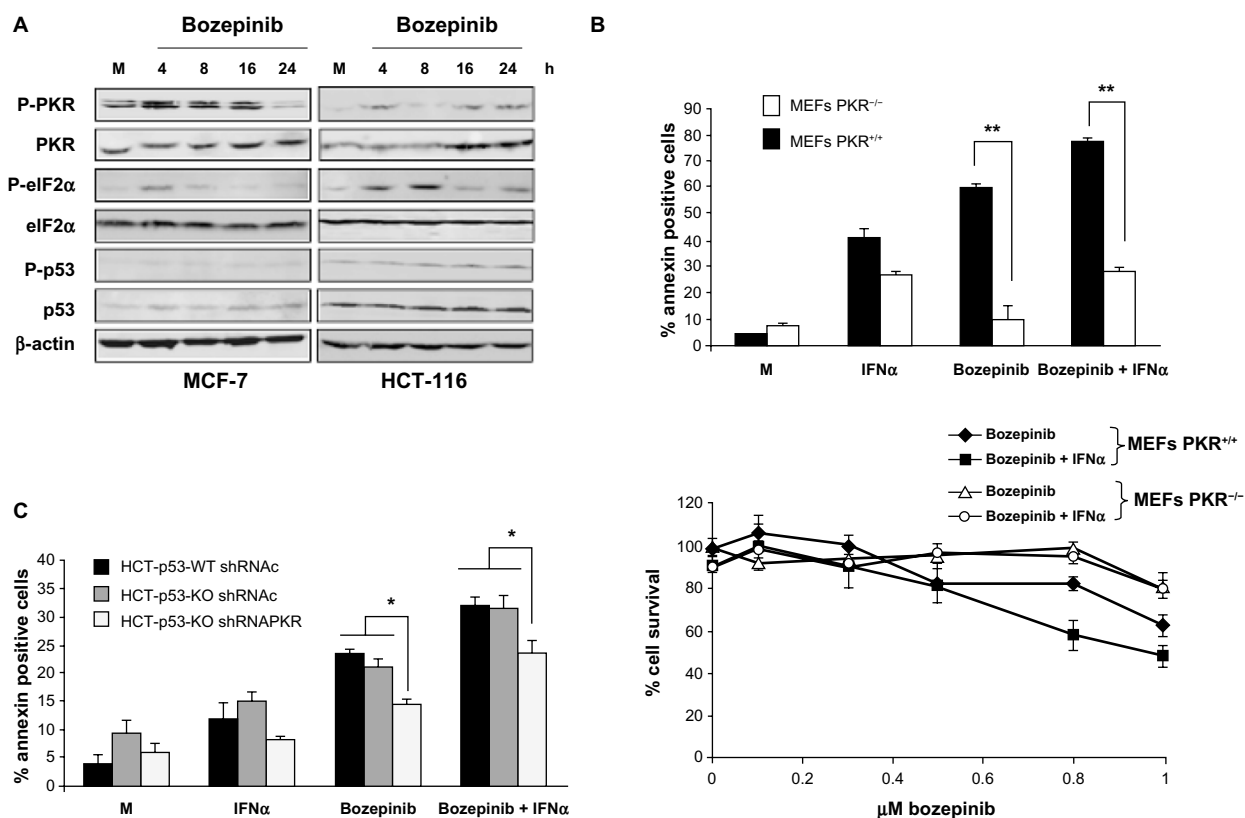 A
Bozepinib Bozepinib
M 4 8 16 24 M 4 8 16 24 h
P-PKR
PKR
P-eIF2α
eIF2α
P-p53
p53
β-actin
MCF-7 HCT-116
B
% annexin positive cells
90
80
70
60
50
40
30
20
10
0
MEFs PKR−/−
MEFs PKR+/+
**
**
M IFNα Bozepinib Bozepinib + IFNα
Bozepinib
Bozepinib + IFNα
MEFs PKR+/+
Bozepinib
Bozepinib + IFNα
MEFs PKR−/−
% cell survival
120
100
80
60
40
20
0
0 0.2 0.4 0.6 0.8 1
μM bozepinib
C
% annexin positive cells
40
35
30
25
20
15
10
5
0
HCT-p53-WT shRNAc
HCT-p53-KO shRNAc
HCT-p53-KO shRNAPKR
*
*
M IFNα Bozepinib Bozepinib + IFNα